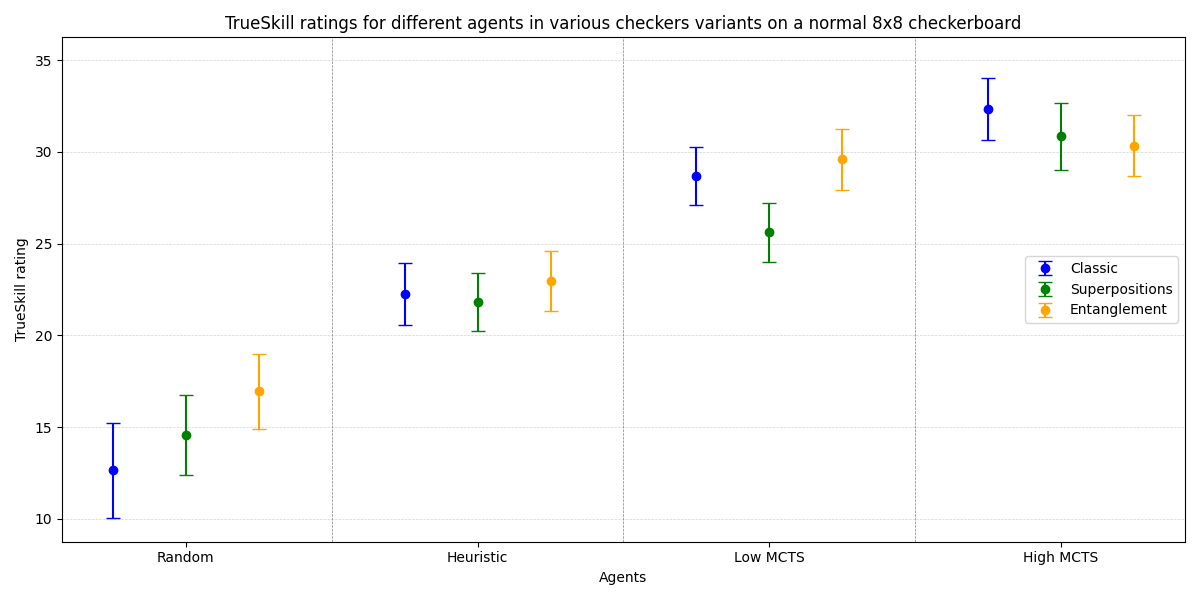 TrueSkill ratings for different agents in various checkers variants on a normal 8x8 checkerboard
TrueSkill rating
35
30
25
20
15
10
Classic
Superpositions
Entanglement
Random
Heuristic
Low MCTS
High MCTS
Agents